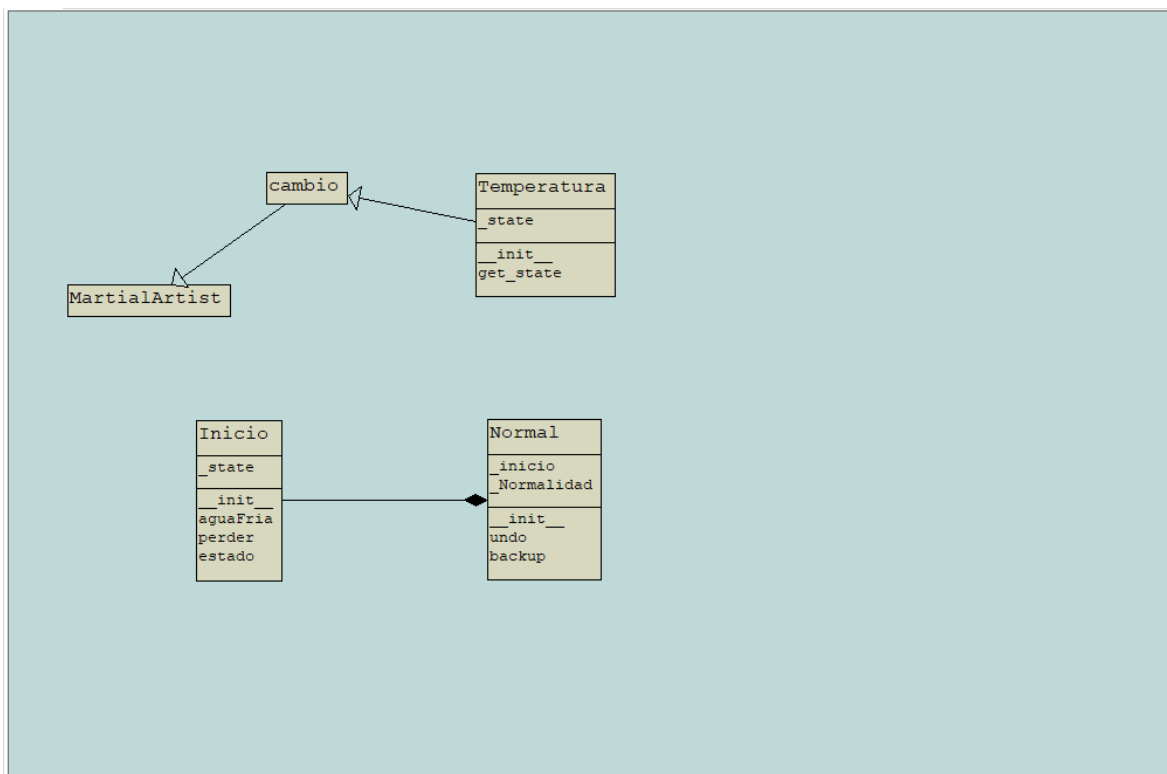 cambio
Temperatura
_state
__init__
get_state
MartialArtist
Inicio
_state
__init__
aguaFria
perder
estado
Normal
_inicio
_Normalidad
__init__
undo
backup